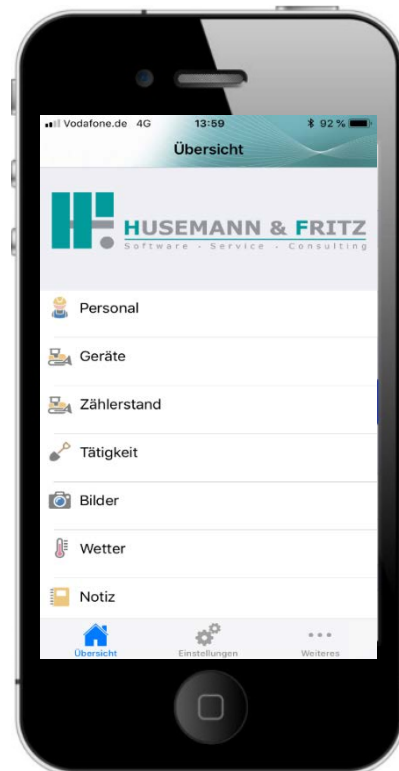 Vodafone.de 4G 13:59 92 %
Übersicht
HUSEMANN & FRITZ
Software · Service · Consulting
Personal
Geräte
Zählerstand
Tätigkeit
Bilder
Wetter
Notiz
Übersicht Einstellungen Weiteres